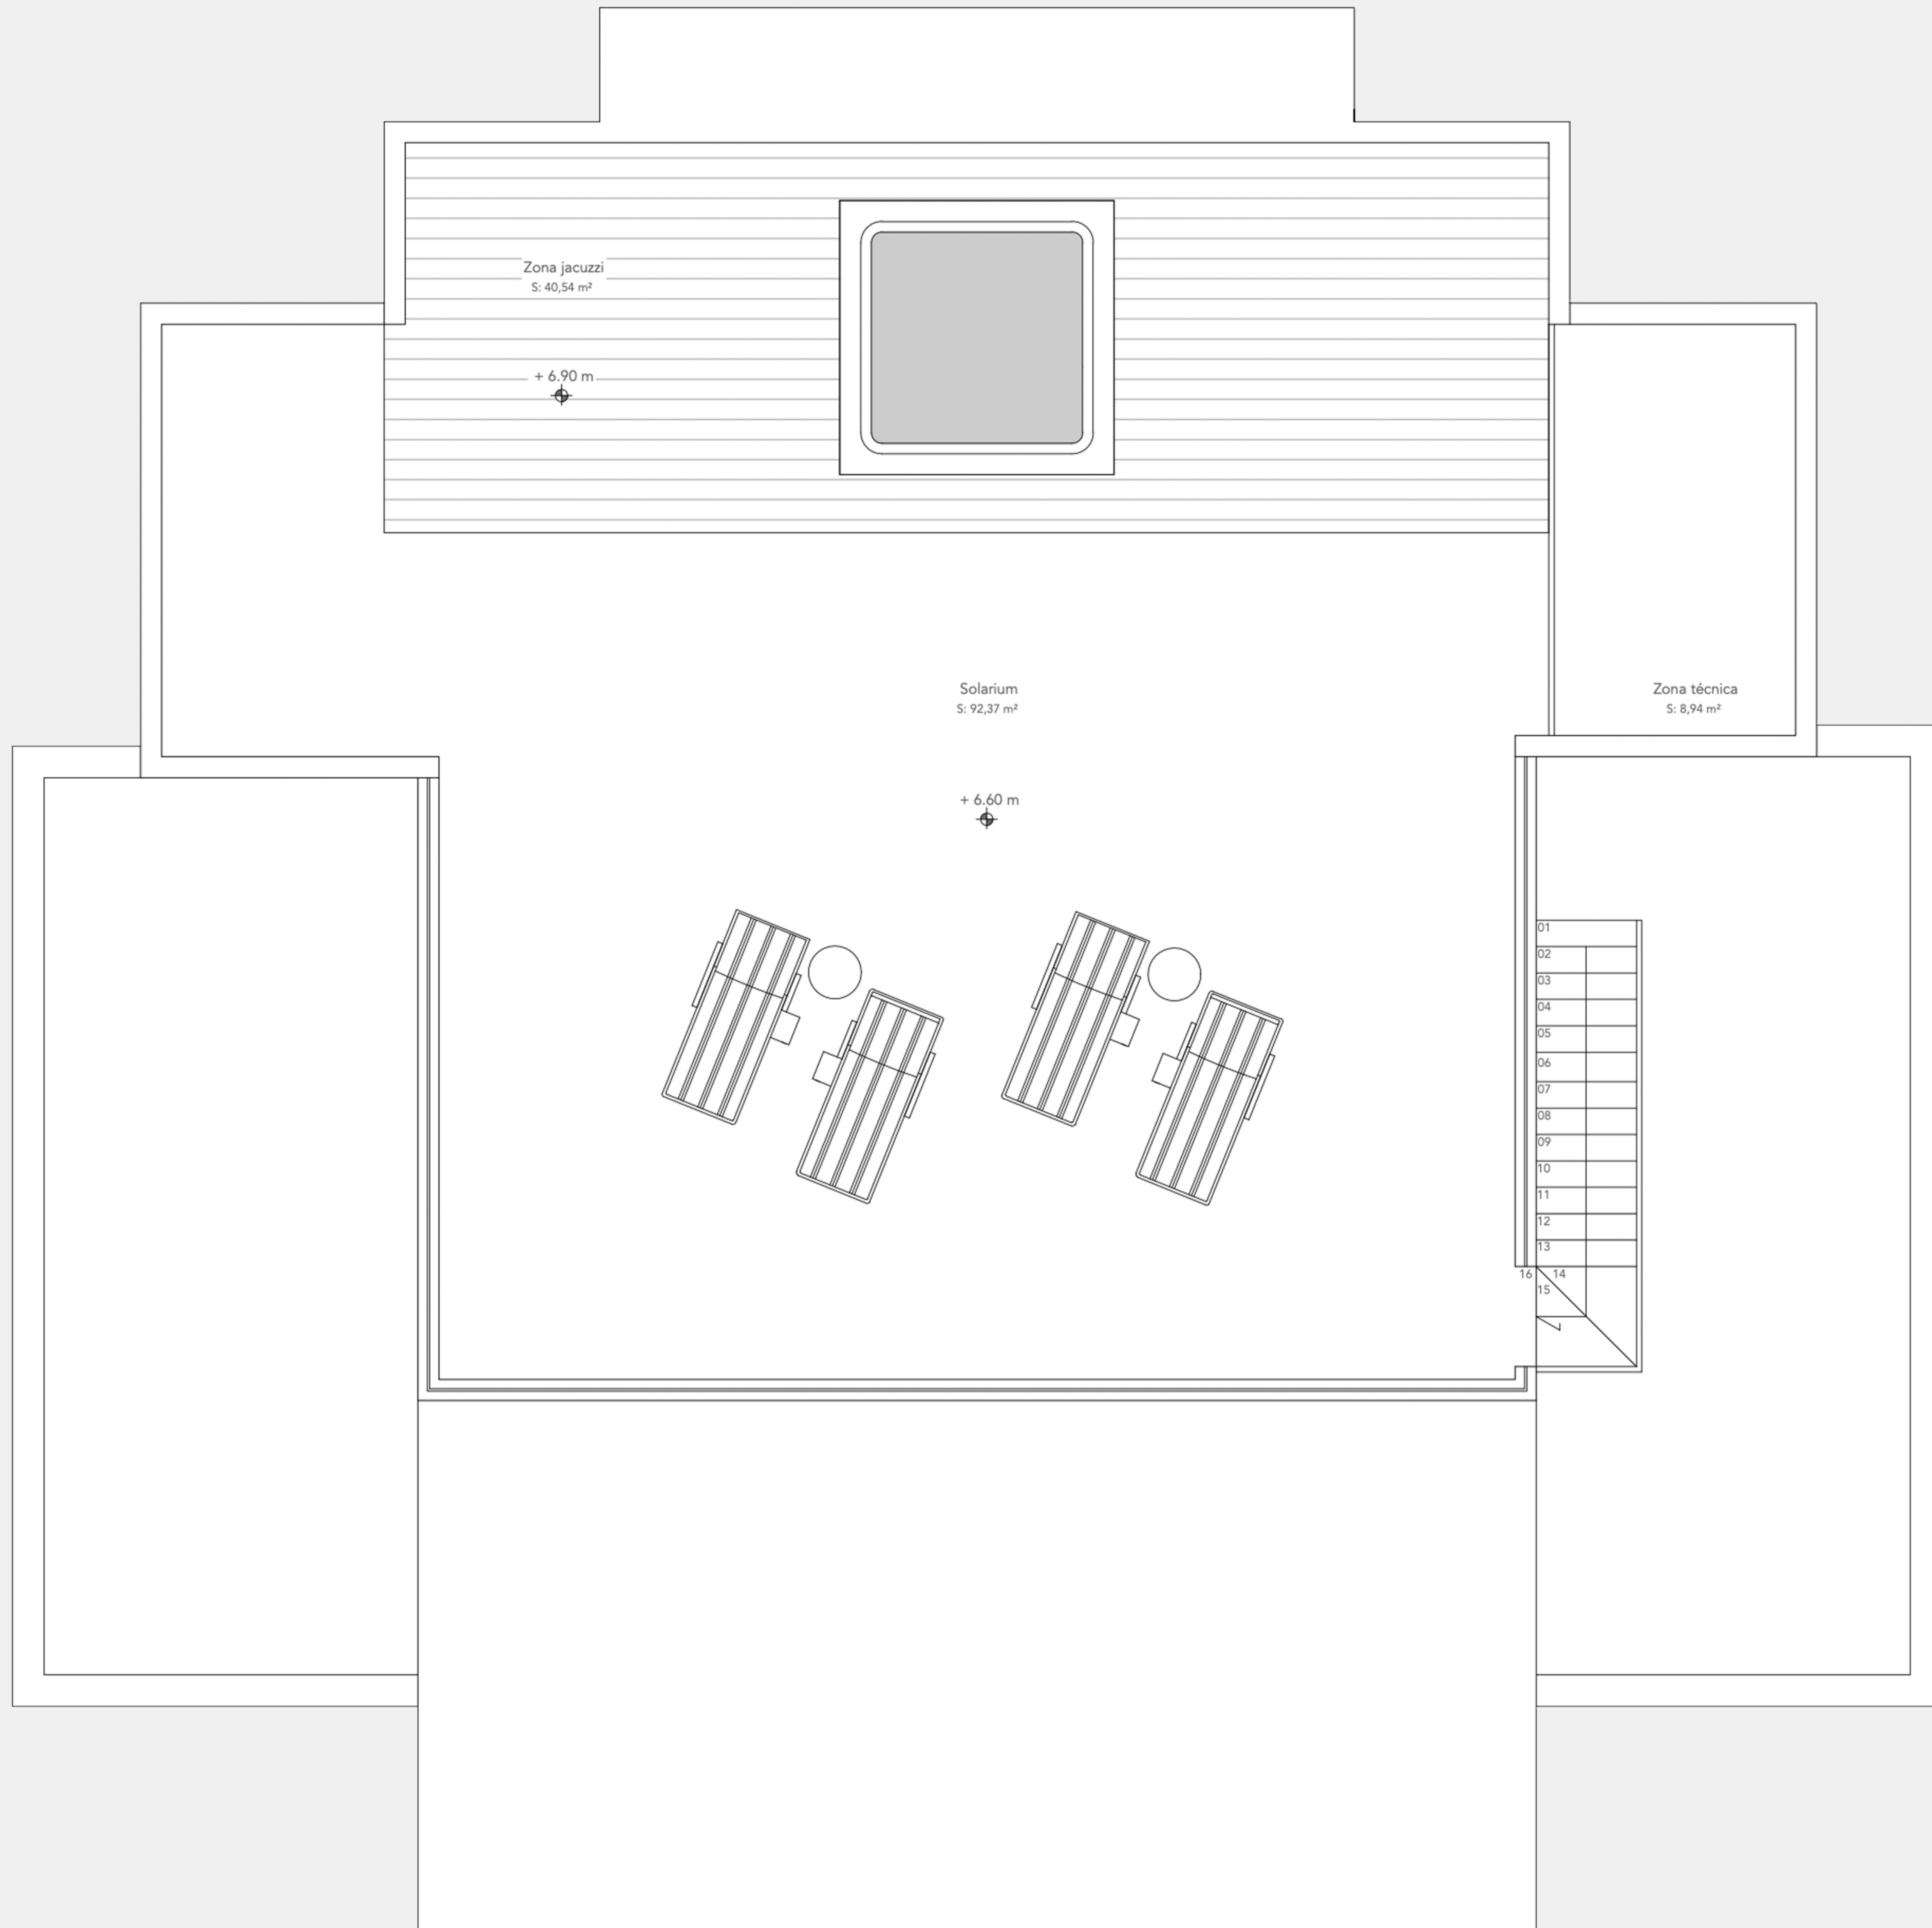 Zona jacuzzi
S: 40,54 m²
+ 6.90 m
Solarium
S: 92,37 m²
Zona técnica
S: 8,94 m²
+ 6.60 m
01
02
03
04
05
06
07
08
09
10
11
12
13
16 14
15